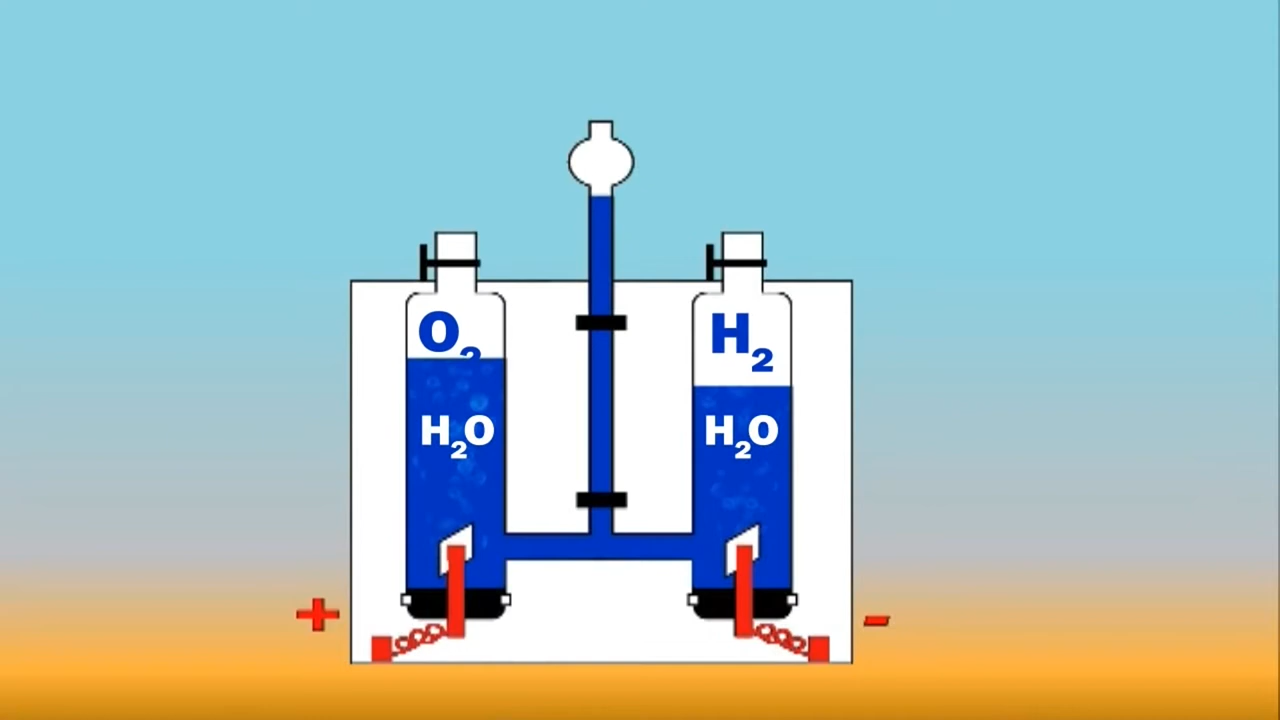 O₂
H₂
H₂O
H₂O
+
-